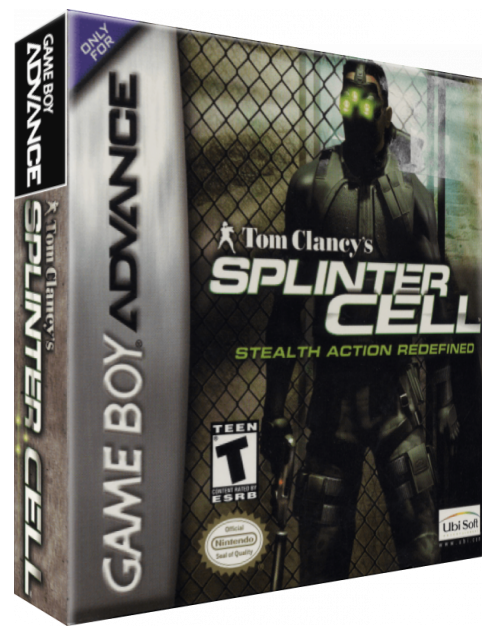 GAME BOY
ADVANCE
Tom Clancy's
SPLINTER CELL
ONLY
FOR
GAME BOY ADVANCE
Tom Clancy's
SPLINTER
CELL
STEALTH ACTION REDEFINED
TEEN
T
CONTENT RATED BY
ESRB
Official
Nintendo
Seal of Quality
Ubi Soft